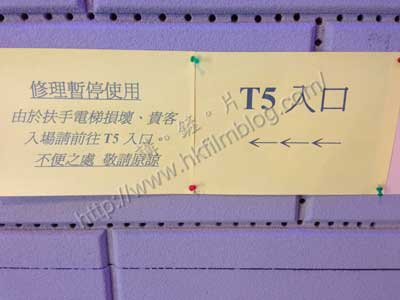 修理暫停使用
由於扶手電梯損壞、貴客
入場請前往 T5 入口。
不便之處 敬請原諒
T5 入口
←←←
http://www.hkfilmblog.com/